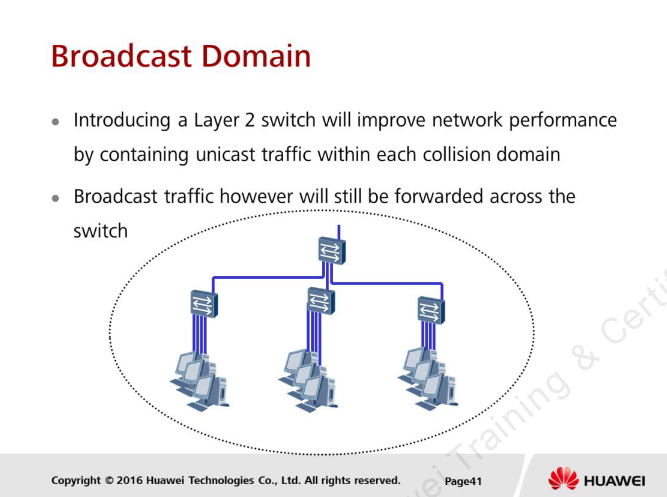 Broadcast Domain
● Introducing a Layer 2 switch will improve network performance
by containing unicast traffic within each collision domain
● Broadcast traffic however will still be forwarded across the
switch
Training & Certi
Copyright © 2016 Huawei Technologies Co., Ltd. All rights reserved.
Page41
HUAWEI